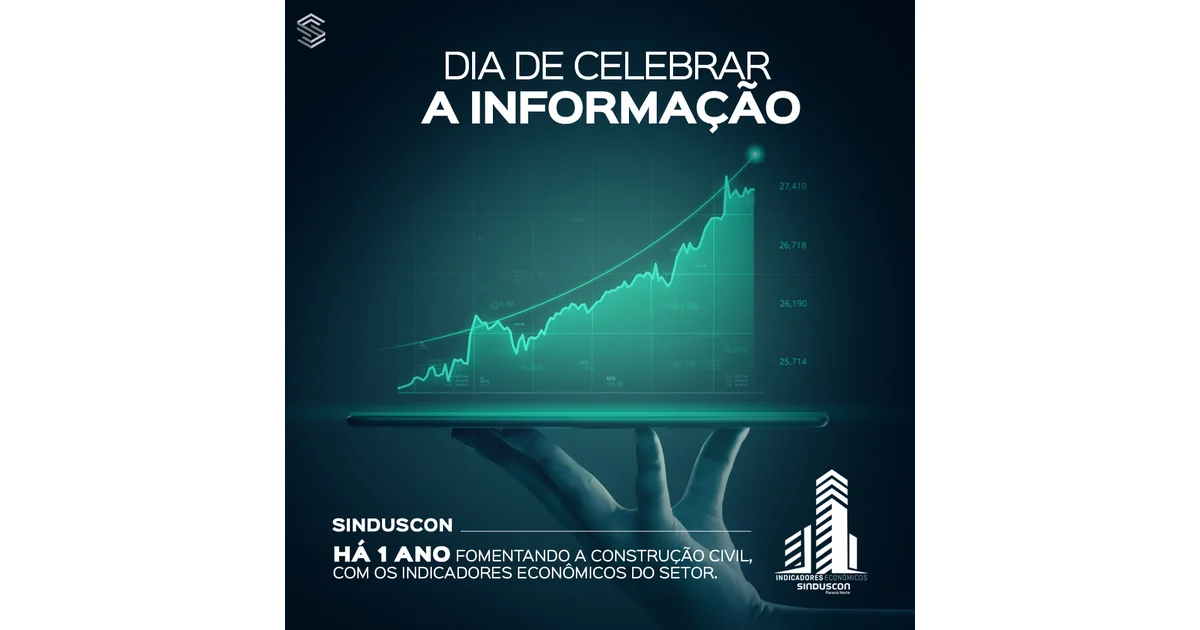 DIA DE CELEBRAR
A INFORMAÇÃO
27,410
26,718
26,190
25,714
SINDUSCON
HÁ 1 ANO FOMENTANDO A CONSTRUÇÃO CIVIL,
COM OS INDICADORES ECONÔMICOS DO SETOR.
INDICADORES ECONÔMICOS
SINDUSCON
Paraná Norte